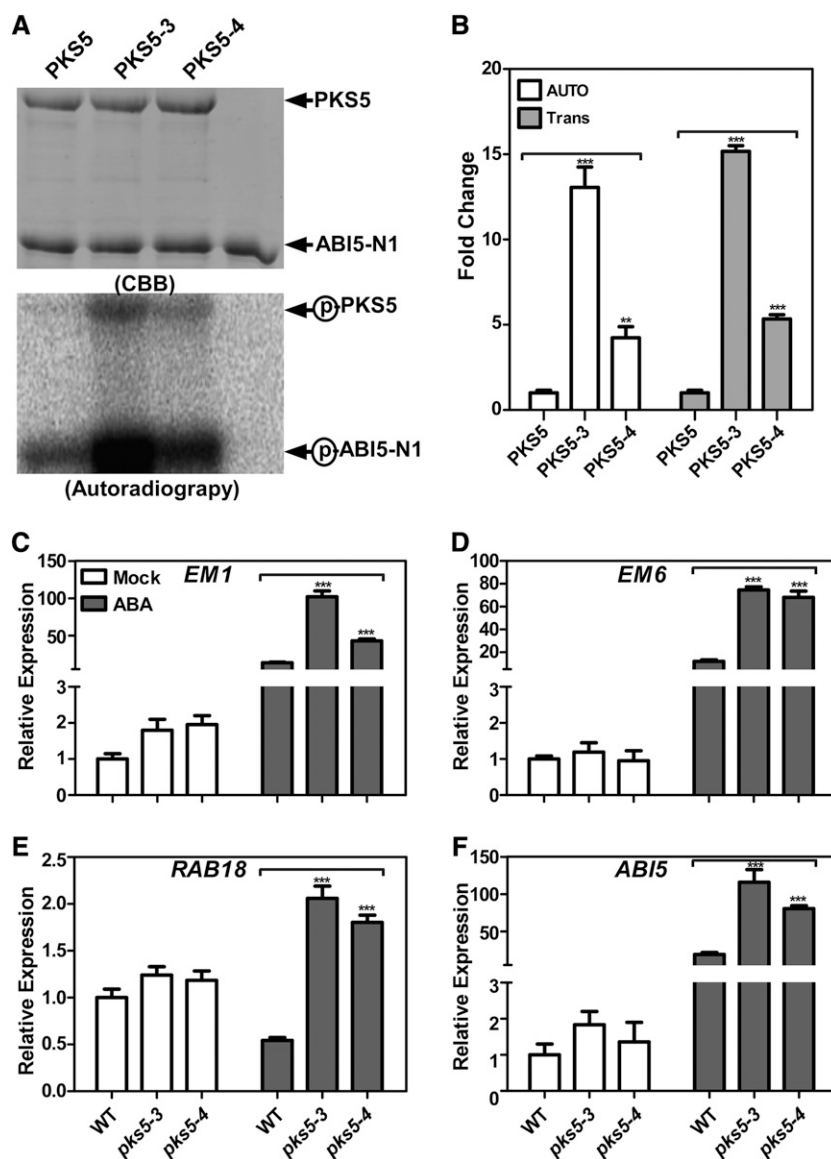 A
PKS5
PKS5-3
PKS5-4
PKS5
ABI5-N1
(CBB)
p-PKS5
p-ABI5-N1
(Autoradiograpy)
B
20
15
10
5
0
Fold Change
AUTO
Trans
***
**
***
***
PKS5
PKS5-3
PKS5-4
PKS5
PKS5-3
PKS5-4
C
EM1
Mock
ABA
Relative Expression
150
100
50
3
2
1
0
***
***
D
EM6
Relative Expression
100
80
60
40
20
3
2
1
0
***
***
E
RAB18
Relative Expression
2.5
2.0
1.5
1.0
0.5
0.0
***
***
WT
pks5-3
pks5-4
WT
pks5-3
pks5-4
F
ABI5
Relative Expression
150
100
50
3
2
1
0
***
***
WT
pks5-3
pks5-4
WT
pks5-3
pks5-4